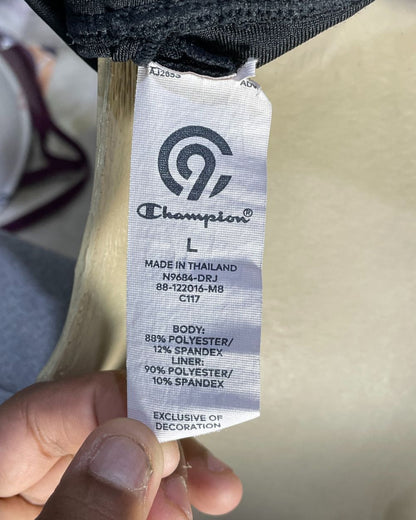 AJ2693
Champion®
L
MADE IN THAILAND
N9684-DRJ
88-122016-M8
C117
BODY:
88% POLYESTER/
12% SPANDEX
LINER:
90% POLYESTER/
10% SPANDEX
EXCLUSIVE OF
DECORATION